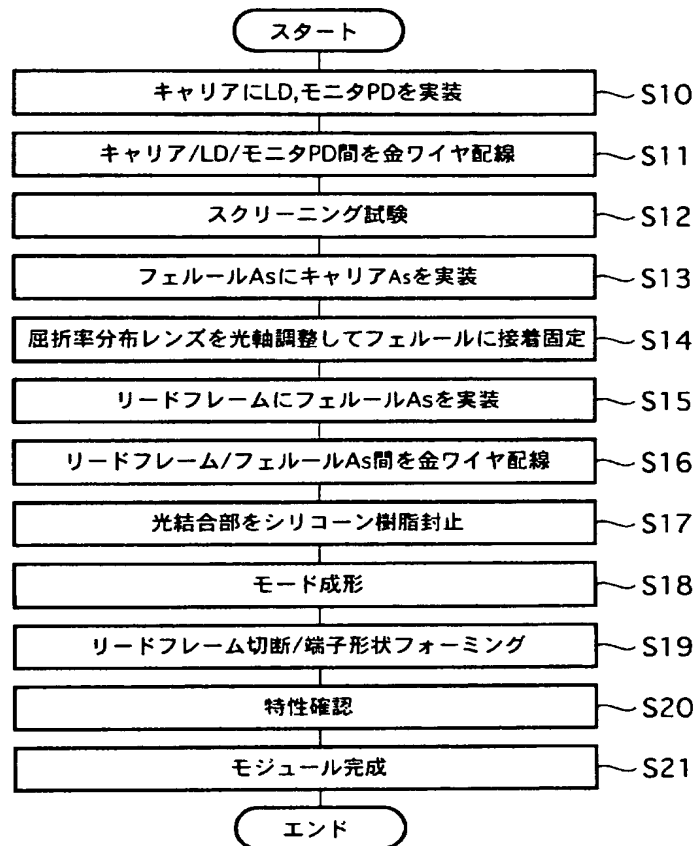 スタート
キャリアにLD,モニタPDを実装 S10
キャリア/LD/モニタPD間を金ワイヤ配線 S11
スクリーニング試験 S12
フェルールAsにキャリアAsを実装 S13
屈折率分布レンズを光軸調整してフェルールに接着固定 S14
リードフレームにフェルールAsを実装 S15
リードフレーム/フェルールAs間を金ワイヤ配線 S16
光結合部をシリコーン樹脂封止 S17
モード成形 S18
リードフレーム切断/端子形状フォーミング S19
特性確認 S20
モジュール完成 S21
エンド